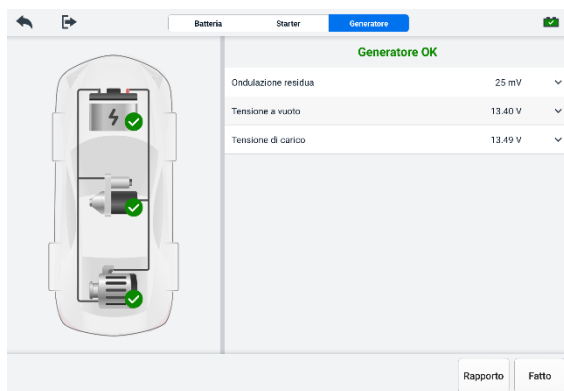 Batteria Starter Generatore
Generatore OK
Ondulazione residua 25 mV
Tensione a vuoto 13.40 V
Tensione di carico 13.49 V
Rapporto Fatto